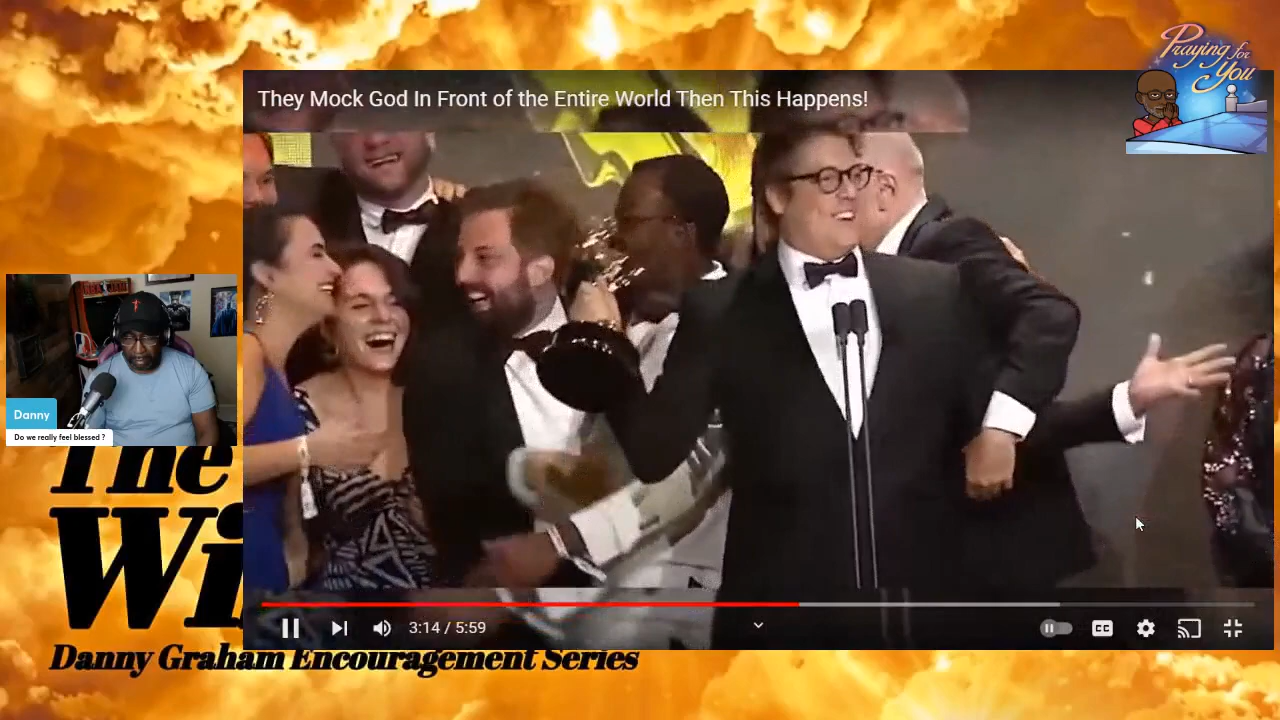 Praying for
You
They Mock God In Front of the Entire World Then This Happens!
Danny
Do we really feel blessed ?
The
Wi
3:14 / 5:59
CC
Danny Graham Encouragement Series